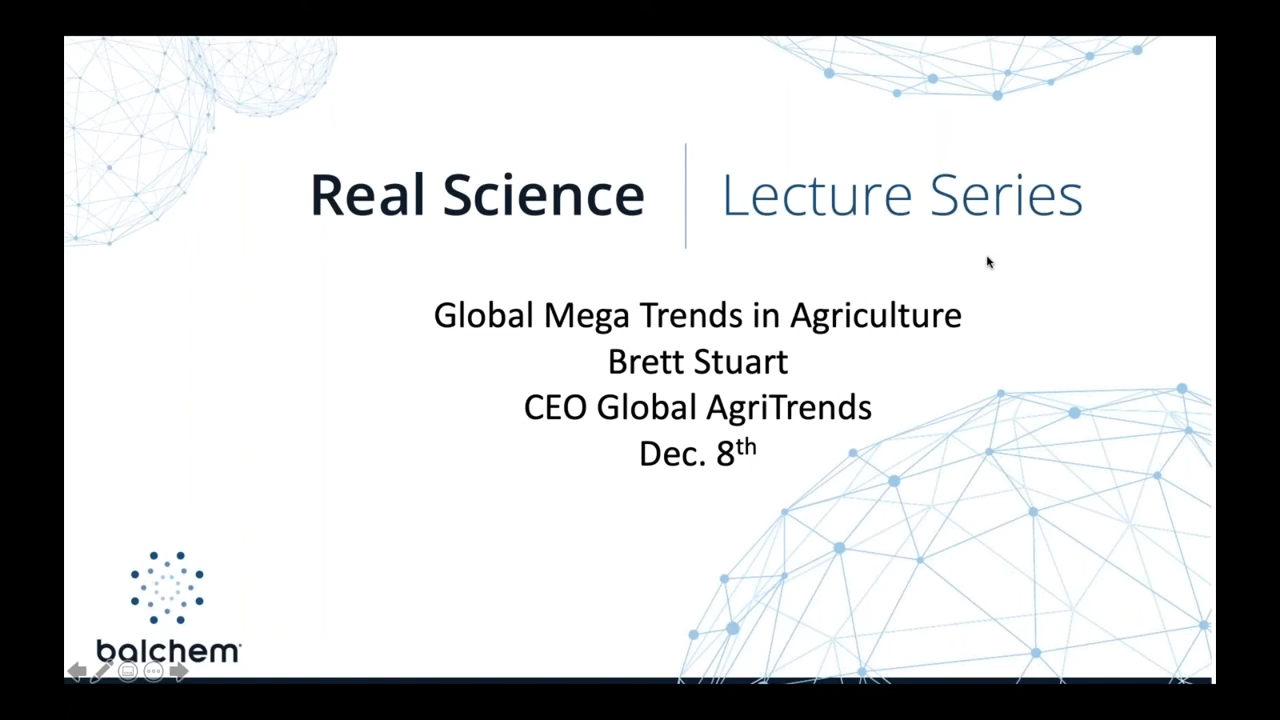 Real Science | Lecture Series
Global Mega Trends in Agriculture
Brett Stuart
CEO Global AgriTrends
Dec. 8th
balchem